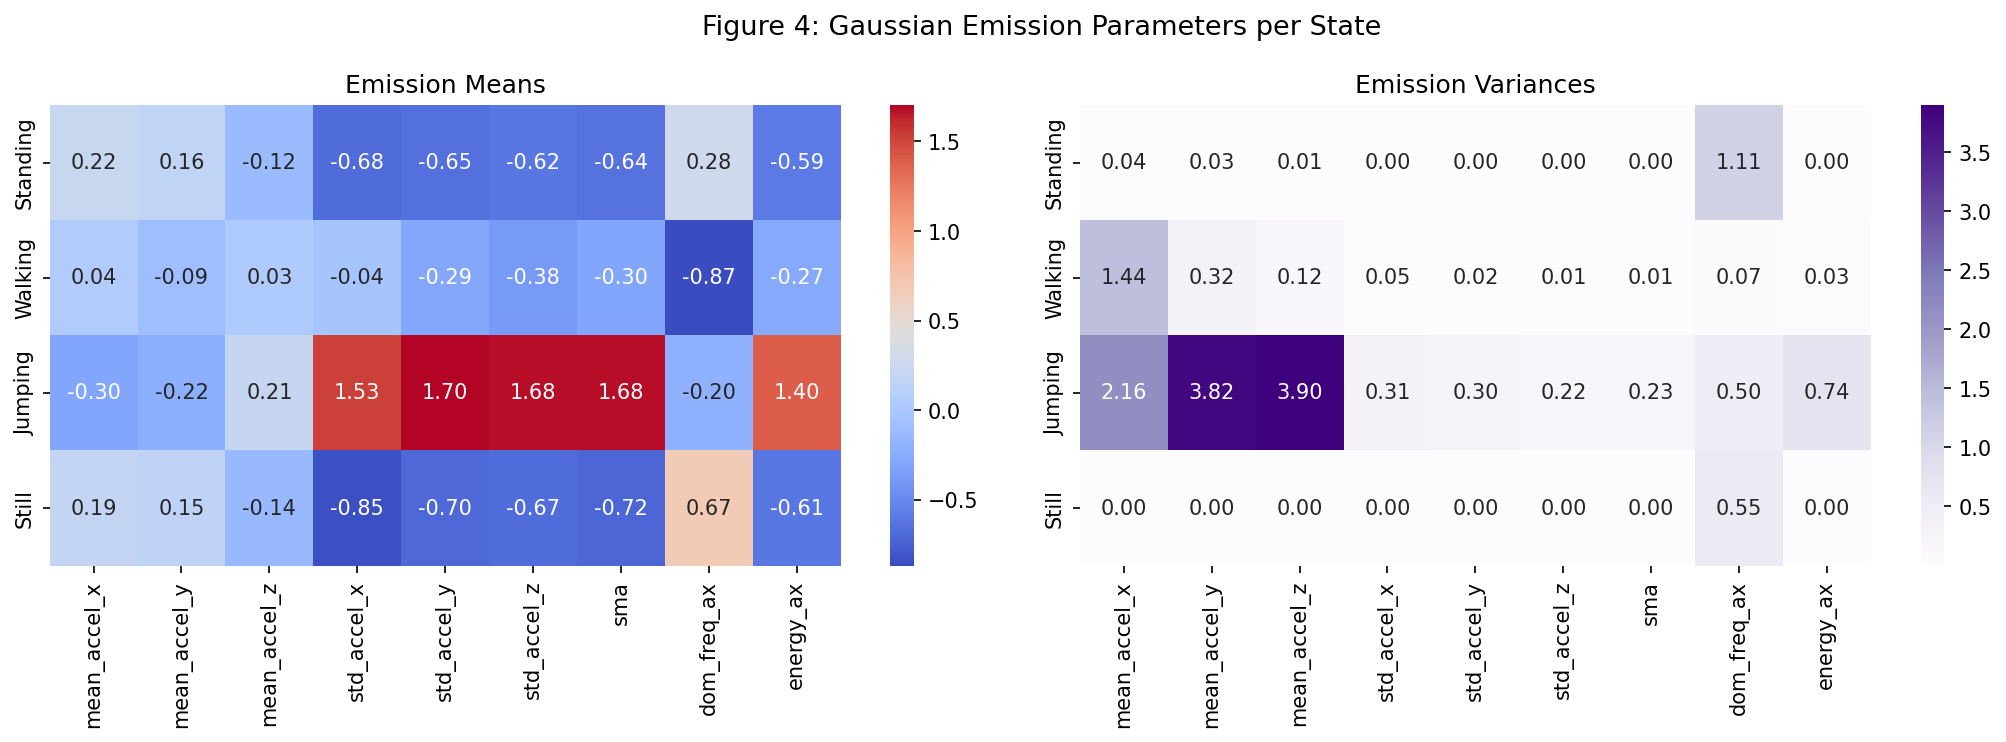 Figure 4: Gaussian Emission Parameters per State
Emission Means
Standing
0.22 0.16 -0.12 -0.68 -0.65 -0.62 -0.64 0.28 -0.59
Walking
0.04 -0.09 0.03 -0.04 -0.29 -0.38 -0.30 -0.87 -0.27
Jumping
-0.30 -0.22 0.21 1.53 1.70 1.68 1.68 -0.20 1.40
Still
0.19 0.15 -0.14 -0.85 -0.70 -0.67 -0.72 0.67 -0.61
mean_accel_x
mean_accel_y
mean_accel_z
std_accel_x
std_accel_y
std_accel_z
sma
dom_freq_ax
energy_ax
1.5
1.0
0.5
0.0
−0.5
Emission Variances
Standing
0.04 0.03 0.01 0.00 0.00 0.00 0.00 1.11 0.00
Walking
1.44 0.32 0.12 0.05 0.02 0.01 0.01 0.07 0.03
Jumping
2.16 3.82 3.90 0.31 0.30 0.22 0.23 0.50 0.74
Still
0.00 0.00 0.00 0.00 0.00 0.00 0.00 0.55 0.00
mean_accel_x
mean_accel_y
mean_accel_z
std_accel_x
std_accel_y
std_accel_z
sma
dom_freq_ax
energy_ax
3.5
3.0
2.5
2.0
1.5
1.0
0.5